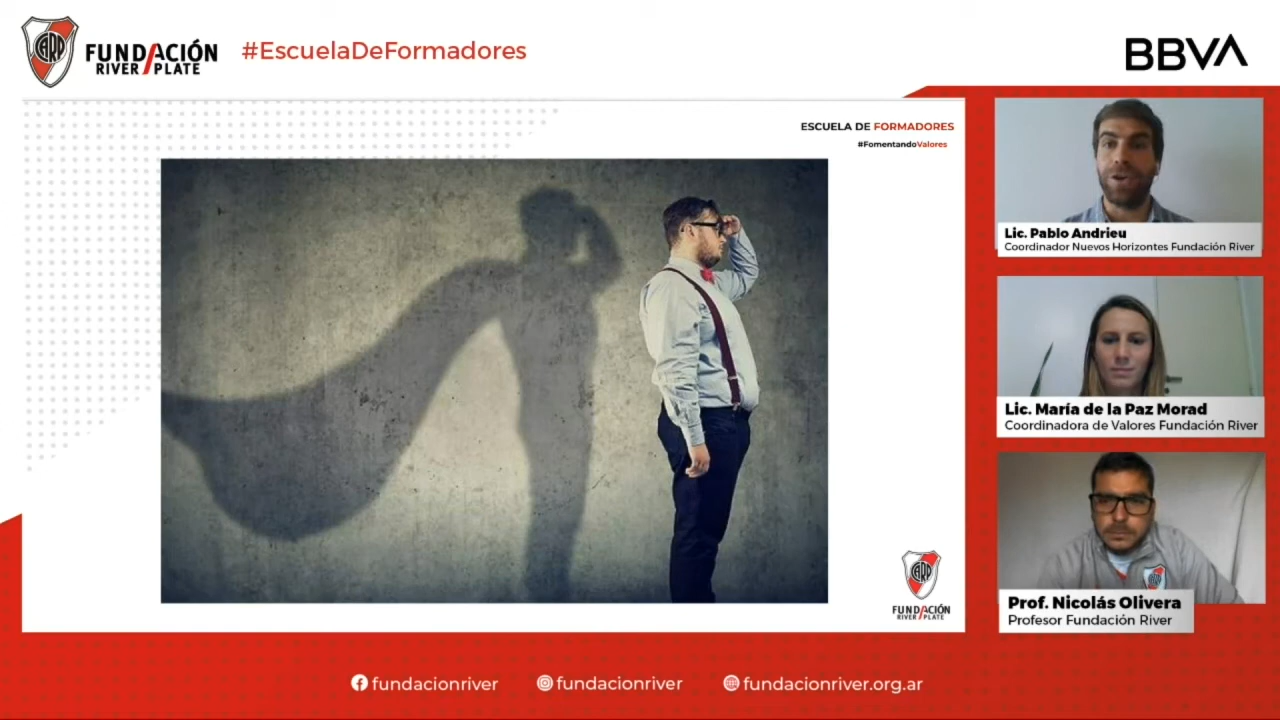 CARP
FUNDACIÓN
RIVER PLATE
#EscuelaDeFormadores
BBVA
ESCUELA DE FORMADORES
#FomentandoValores
Lic. Pablo Andrieu
Coordinador Nuevos Horizontes Fundación River
Lic. María de la Paz Morad
Coordinadora de Valores Fundación River
Prof. Nicolás Olivera
Profesor Fundación River
CARP
FUNDACIÓN
RIVER PLATE
fundacionriver
fundacionriver
fundacionriver.org.ar